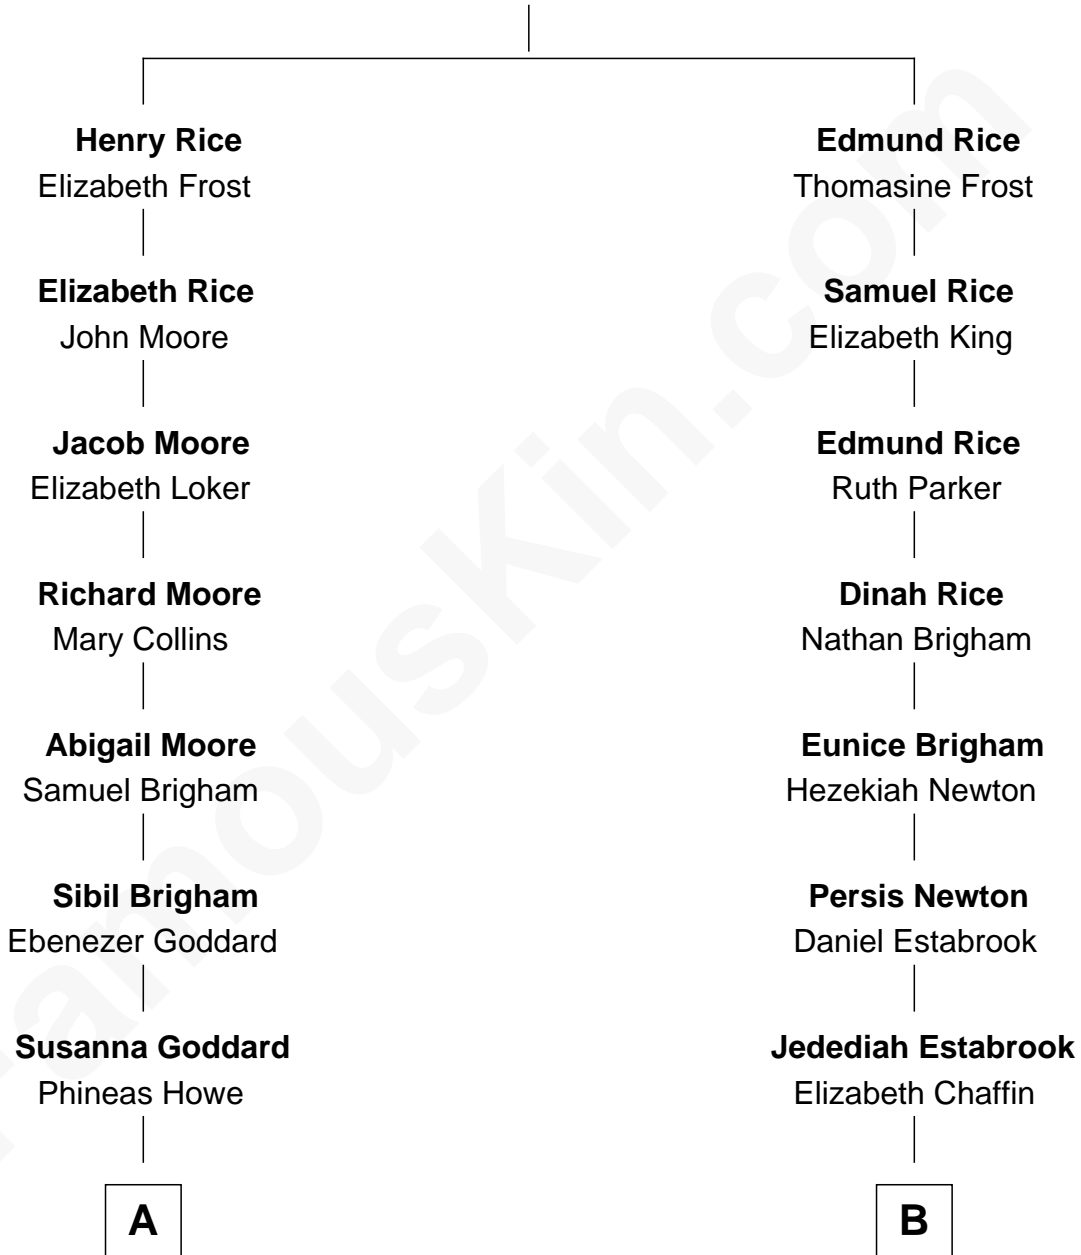 Henry Rice
Elizabeth Frost
Elizabeth Rice
John Moore
Jacob Moore
Elizabeth Loker
Richard Moore
Mary Collins
Abigail Moore
Samuel Brigham
Sibil Brigham
Ebenezer Goddard
Susanna Goddard
Phineas Howe
A
Edmund Rice
Thomasine Frost
Samuel Rice
Elizabeth King
Edmund Rice
Ruth Parker
Dinah Rice
Nathan Brigham
Eunice Brigham
Hezekiah Newton
Persis Newton
Daniel Estabrook
Jedediah Estabrook
Elizabeth Chaffin
B
FamousKin.com